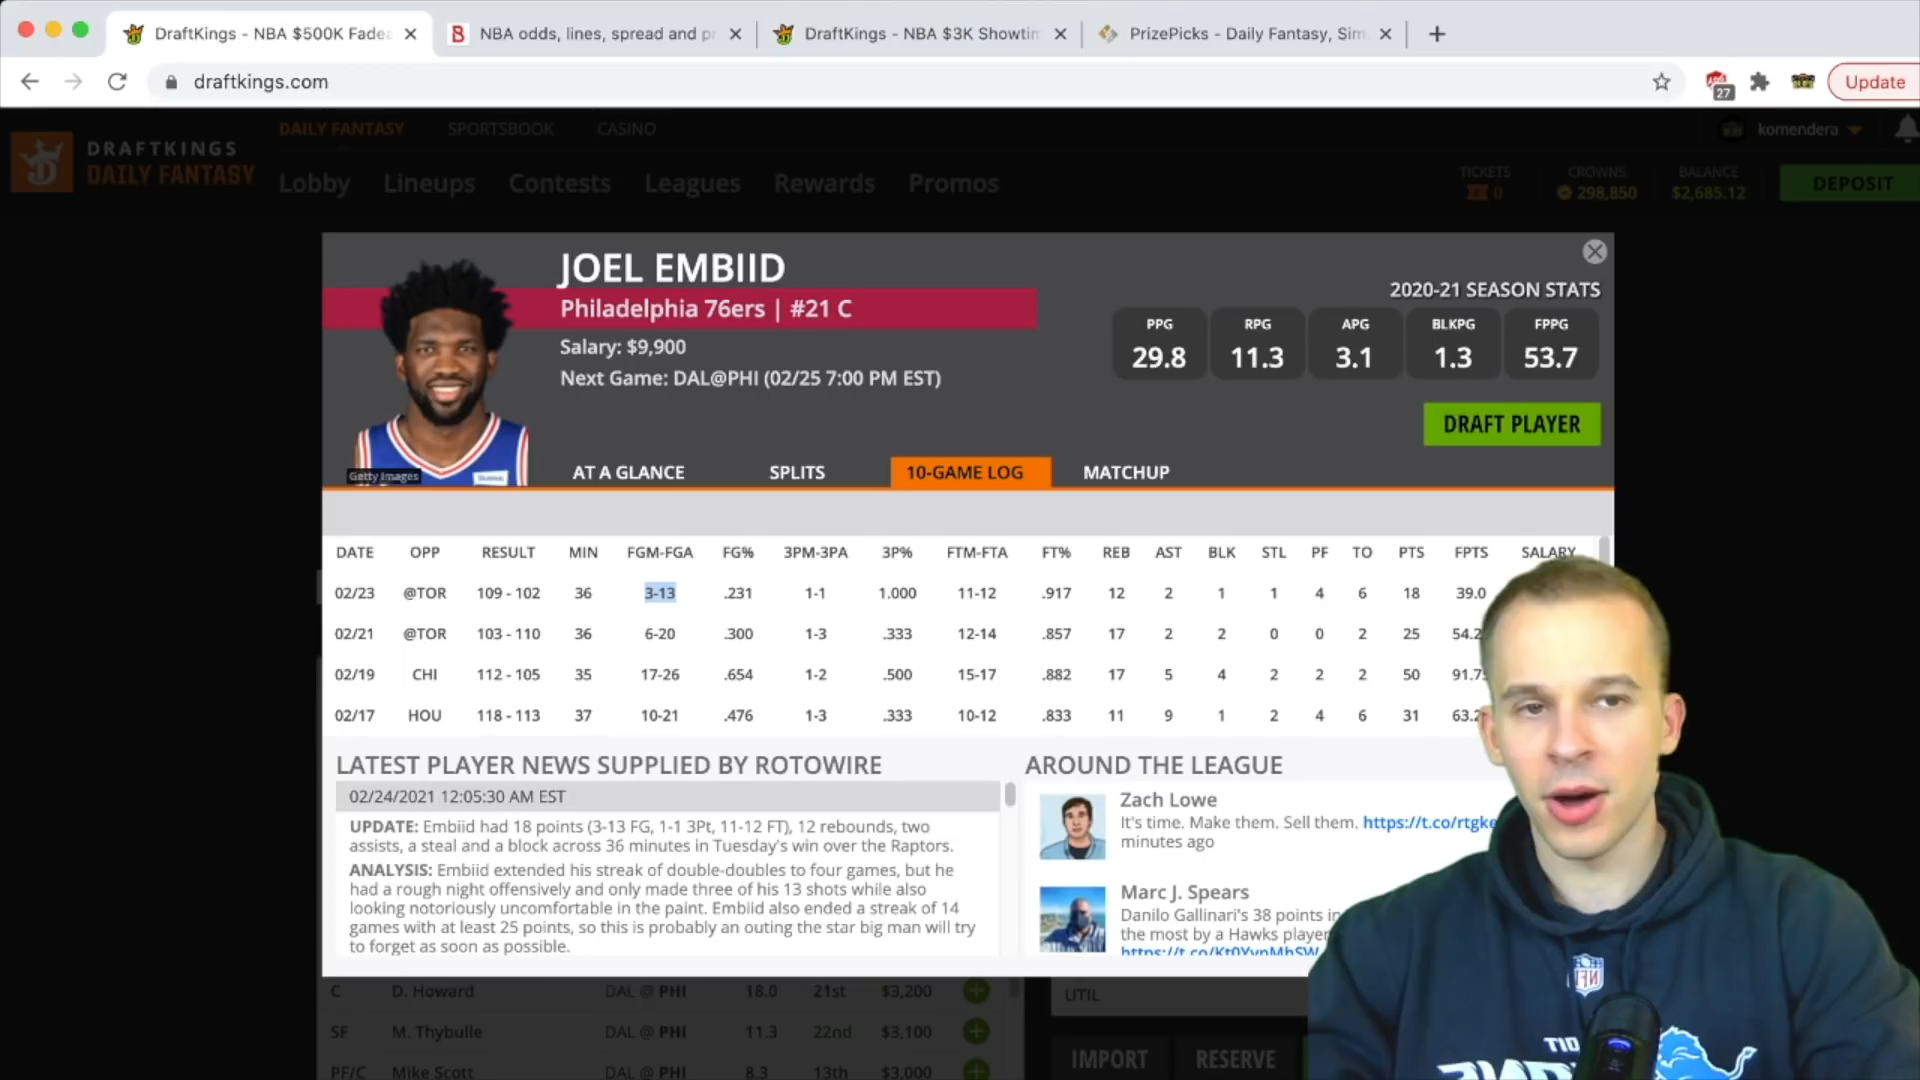 DraftKings - NBA $500K Fadea
NBA odds, lines, spread and pr
DraftKings - NBA $3K Showtin
PrizePicks - Daily Fantasy, Sim
draftkings.com
27
Update
DRAFTKINGS
DAILY FANTASY
DAILY FANTASY
SPORTSBOOK
CASINO
Lobby
Lineups
Contests
Leagues
Rewards
Promos
komendera
TICKETS
0
CROWNS
298,850
BALANCE
$2,685.12
DEPOSIT
JOEL EMBIID
Philadelphia 76ers | #21 C
Salary: $9,900
Next Game: DAL@PHI (02/25 7:00 PM EST)
Getty Images
2020-21 SEASON STATS
PPG RPG APG BLKPG FPPG
29.8 11.3 3.1 1.3 53.7
DRAFT PLAYER
AT A GLANCE
SPLITS
10-GAME LOG
MATCHUP
DATE OPP RESULT MIN FGM-FGA FG% 3PM-3PA 3P% FTM-FTA FT% REB AST BLK STL PF TO PTS FPTS SALARY
02/23 @TOR 109 - 102 36 3-13 .231 1-1 1.000 11-12 .917 12 2 1 1 4 6 18 39.0
02/21 @TOR 103 - 110 36 6-20 .300 1-3 .333 12-14 .857 17 2 2 0 0 2 25 54.2
02/19 CHI 112 - 105 35 17-26 .654 1-2 .500 15-17 .882 17 5 4 2 2 2 50 91.75
02/17 HOU 118 - 113 37 10-21 .476 1-3 .333 10-12 .833 11 9 1 2 4 6 31 63.2
LATEST PLAYER NEWS SUPPLIED BY ROTOWIRE
02/24/2021 12:05:30 AM EST
UPDATE: Embiid had 18 points (3-13 FG, 1-1 3Pt, 11-12 FT), 12 rebounds, two
assists, a steal and a block across 36 minutes in Tuesday's win over the Raptors.
ANALYSIS: Embiid extended his streak of double-doubles to four games, but he
had a rough night offensively and only made three of his 13 shots while also
looking notoriously uncomfortable in the paint. Embiid also ended a streak of 14
games with at least 25 points, so this is probably an outing the star big man will try
to forget as soon as possible.
AROUND THE LEAGUE
Zach Lowe
It's time. Make them. Sell them. https://t.co/rtgke
minutes ago
Marc J. Spears
Danilo Gallinari's 38 points in
the most by a Hawks player
https://t.co/Kt0YvnMhSW
C D. Howard DAL @ PHI 18.0 21st $3,200
SF M. Thybulle DAL @ PHI 11.3 22nd $3,100
PF/C Mike Scott DAL @ PHI 8.3 13th $3,000
UTIL
IMPORT
RESERVE
NFL